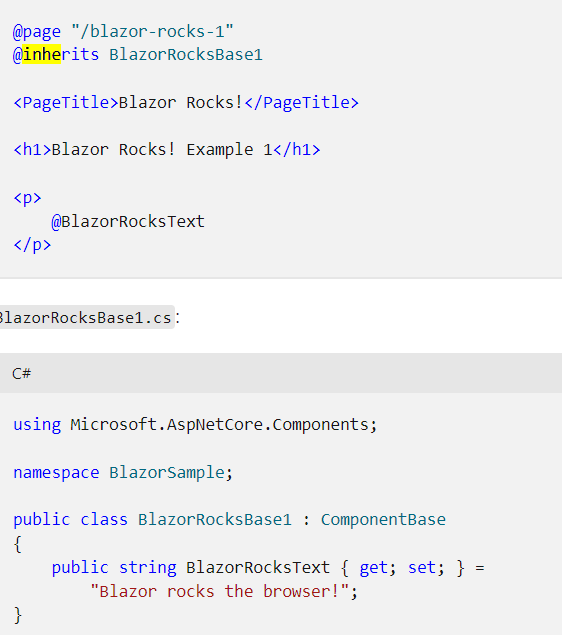 @page "/blazor-rocks-1"
@inherits BlazorRocksBase1
<PageTitle>Blazor Rocks!</PageTitle>
<h1>Blazor Rocks! Example 1</h1>
<p>
    @BlazorRocksText
</p>
BlazorRocksBase1.cs:
C#
using Microsoft.AspNetCore.Components;
namespace BlazorSample;
public class BlazorRocksBase1 : ComponentBase
{
    public string BlazorRocksText { get; set; } =
        "Blazor rocks the browser!";
}